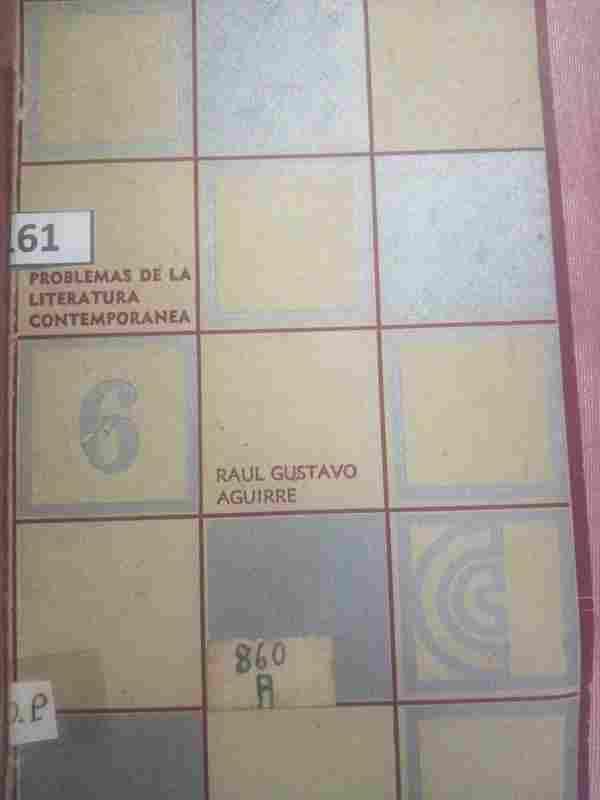 .61
PROBLEMAS DE LA
LITERATURA
CONTEMPORANEA
6
RAUL GUSTAVO
AGUIRRE
860
A
.P